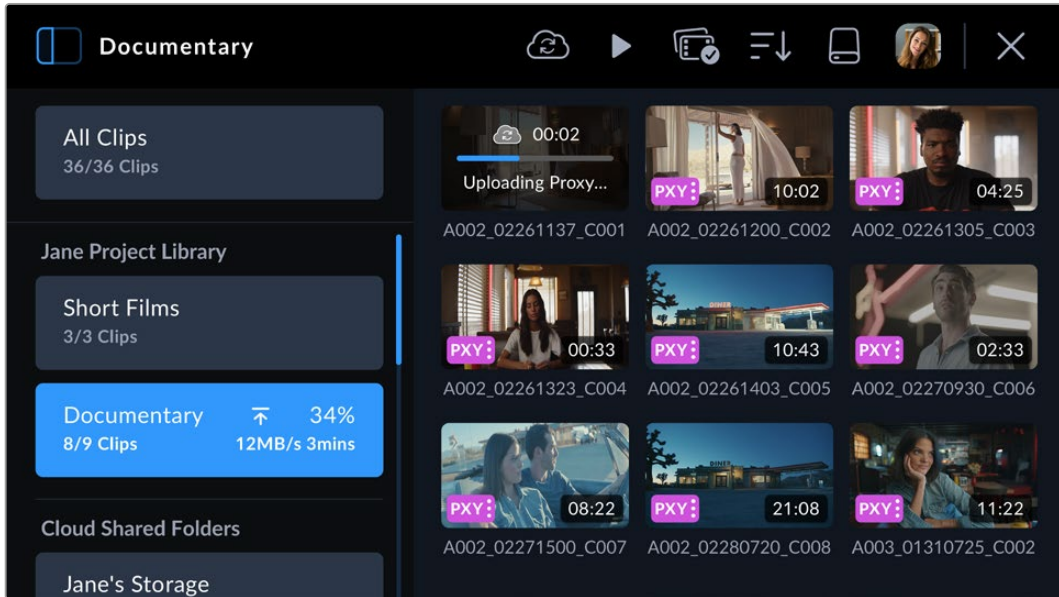 Documentary
All Clips
36/36 Clips
Jane Project Library
Short Films
3/3 Clips
Documentary 34%
8/9 Clips 12MB/s 3mins
Cloud Shared Folders
Jane's Storage
00:02
Uploading Proxy...
PXY 10:02
PXY 04:25
A002_02261137_C001 A002_02261200_C002 A002_02261305_C003
DINER
PXY 00:33
PXY 10:43
PXY 02:33
A002_02261323_C004 A002_02261403_C005 A002_02270930_C006
DINER
PXY 08:22
PXY 21:08
PXY 11:22
A002_02271500_C007 A002_02280720_C008 A003_01310725_C002